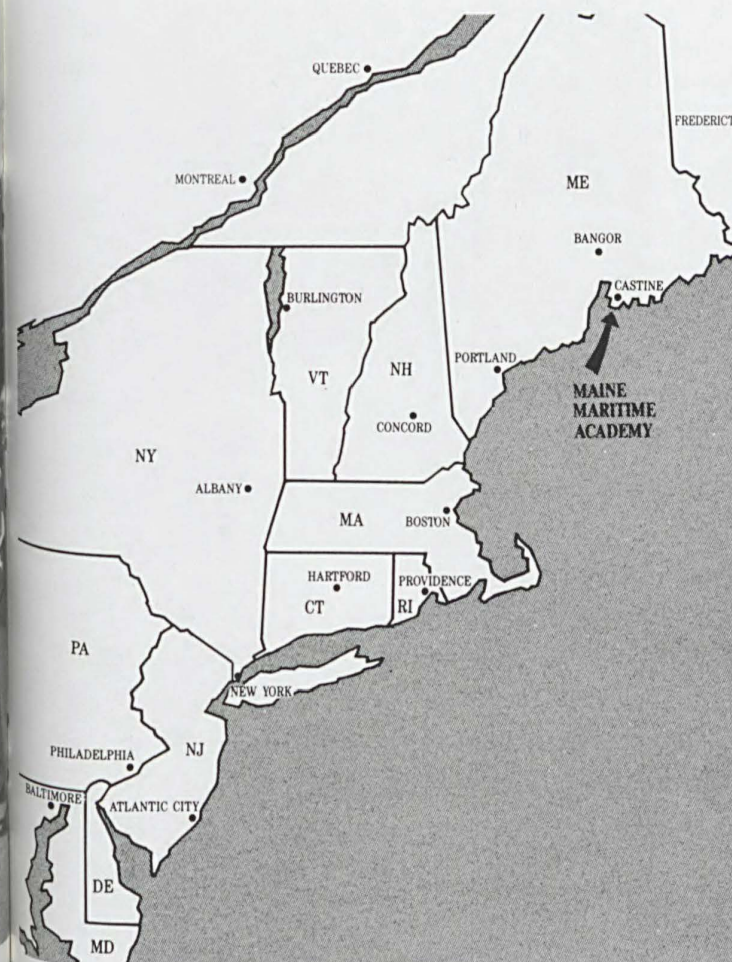 QUEBEC
FREDERICT
MONTREAL
ME
BANGOR
CASTINE
BURLINGTON
PORTLAND
VT
NH
MAINE
MARITIME
ACADEMY
CONCORD
NY
ALBANY
MA
BOSTON
HARTFORD
PROVIDENCE
CT
RI
PA
NEW YORK
PHILADELPHIA
NJ
BALTIMORE
ATLANTIC CITY
DE
MD